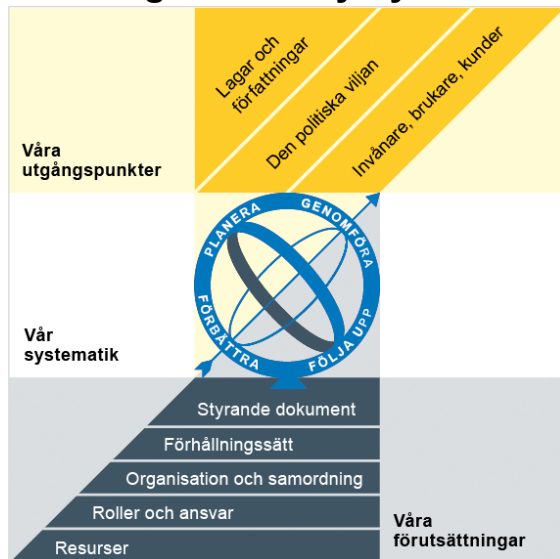 Lagar och
författningar
Den politiska viljan
Invånare, brukare, kunder
Våra
utgångspunkter
PLANERA
GENOMFÖRA
FÖRBÄTTRA
FÖLJA UPP
Vår
systematik
Styrande dokument
Förhållningssätt
Organisation och samordning
Roller och ansvar
Resurser
Våra
förutsättningar